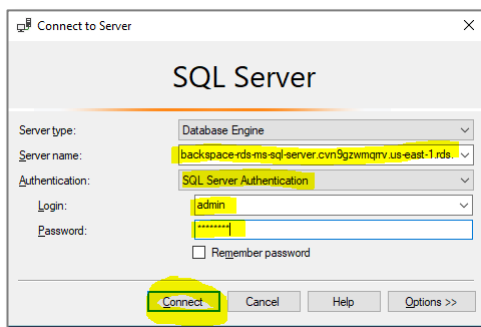 Connect to Server
SQL Server
Server type: Database Engine
Server name: backspace-rds-ms-sql-server.cvn9gzwmqrrv.us-east-1.rds.
Authentication: SQL Server Authentication
Login: admin
Password: ********
Remember password
Connect Cancel Help Options >>